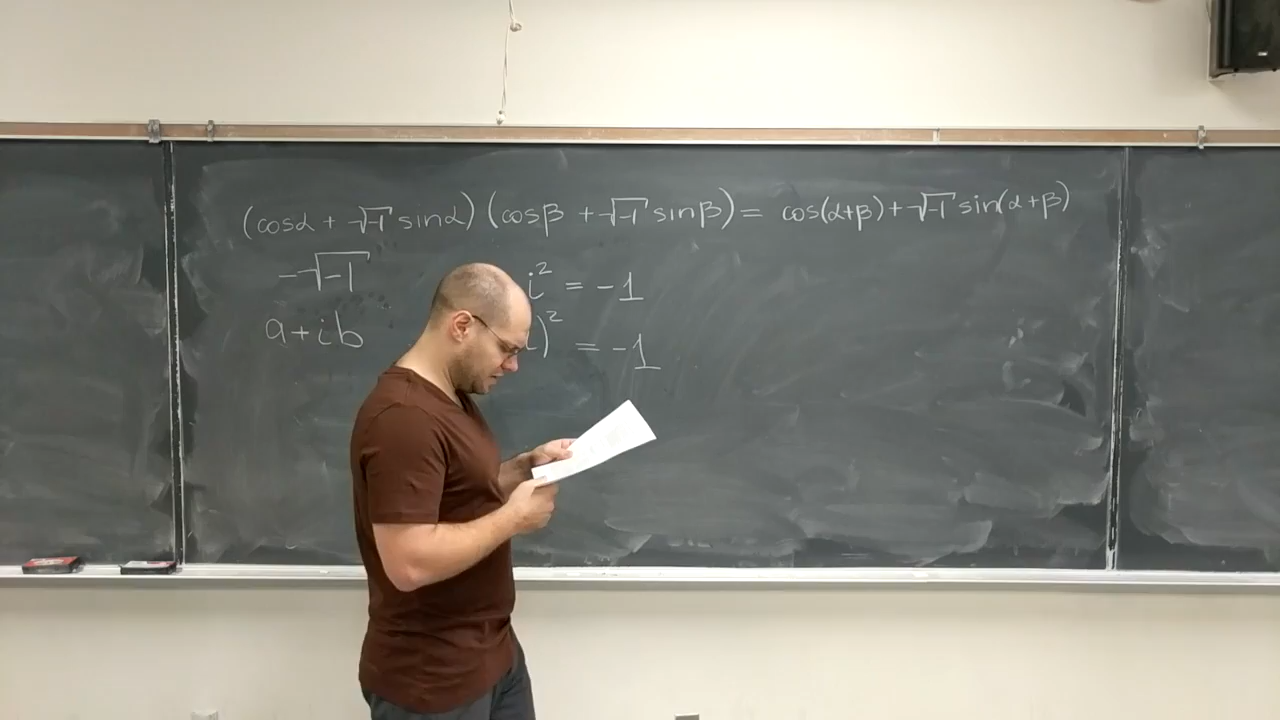 (cosα + √-1 sinα) (cosβ + √-1 sinβ) = cos(α+β) + √-1 sin(α+β)
-√-1
i² = -1
a+ib
i)² = -1